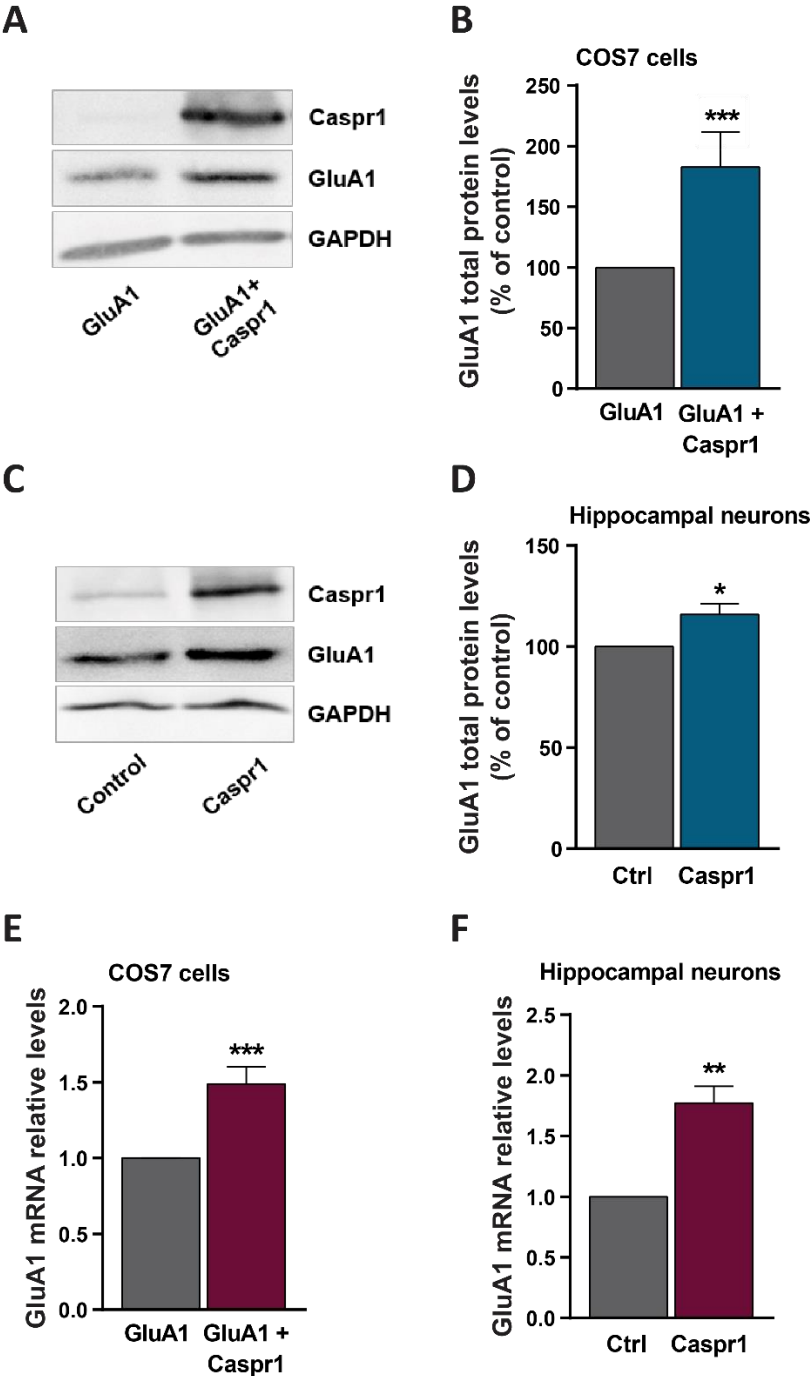 A
Caspr1
GluA1
GAPDH
GluA1
GluA1+
Caspr1
B
COS7 cells
GluA1 total protein levels
(% of control)
250
200
150
100
50
0
***
GluA1
GluA1 +
Caspr1
C
Caspr1
GluA1
GAPDH
Control
Caspr1
D
Hippocampal neurons
GluA1 total protein levels
(% of control)
150
100
50
0
*
Ctrl
Caspr1
E
COS7 cells
GluA1 mRNA relative levels
2.0
1.5
1.0
0.5
0.0
***
GluA1
GluA1 +
Caspr1
F
Hippocampal neurons
GluA1 mRNA relative levels
2.5
2.0
1.5
1.0
0.5
0.0
**
Ctrl
Caspr1